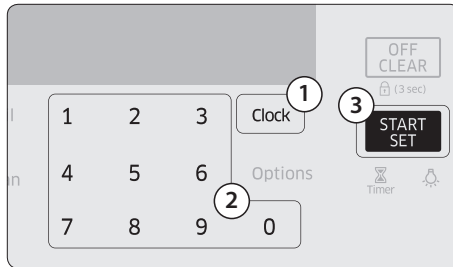 OFF
CLEAR
(3 sec)
1
3
1 2 3
Clock
START
SET
4 5 6
Options
Timer
2
7 8 9 0